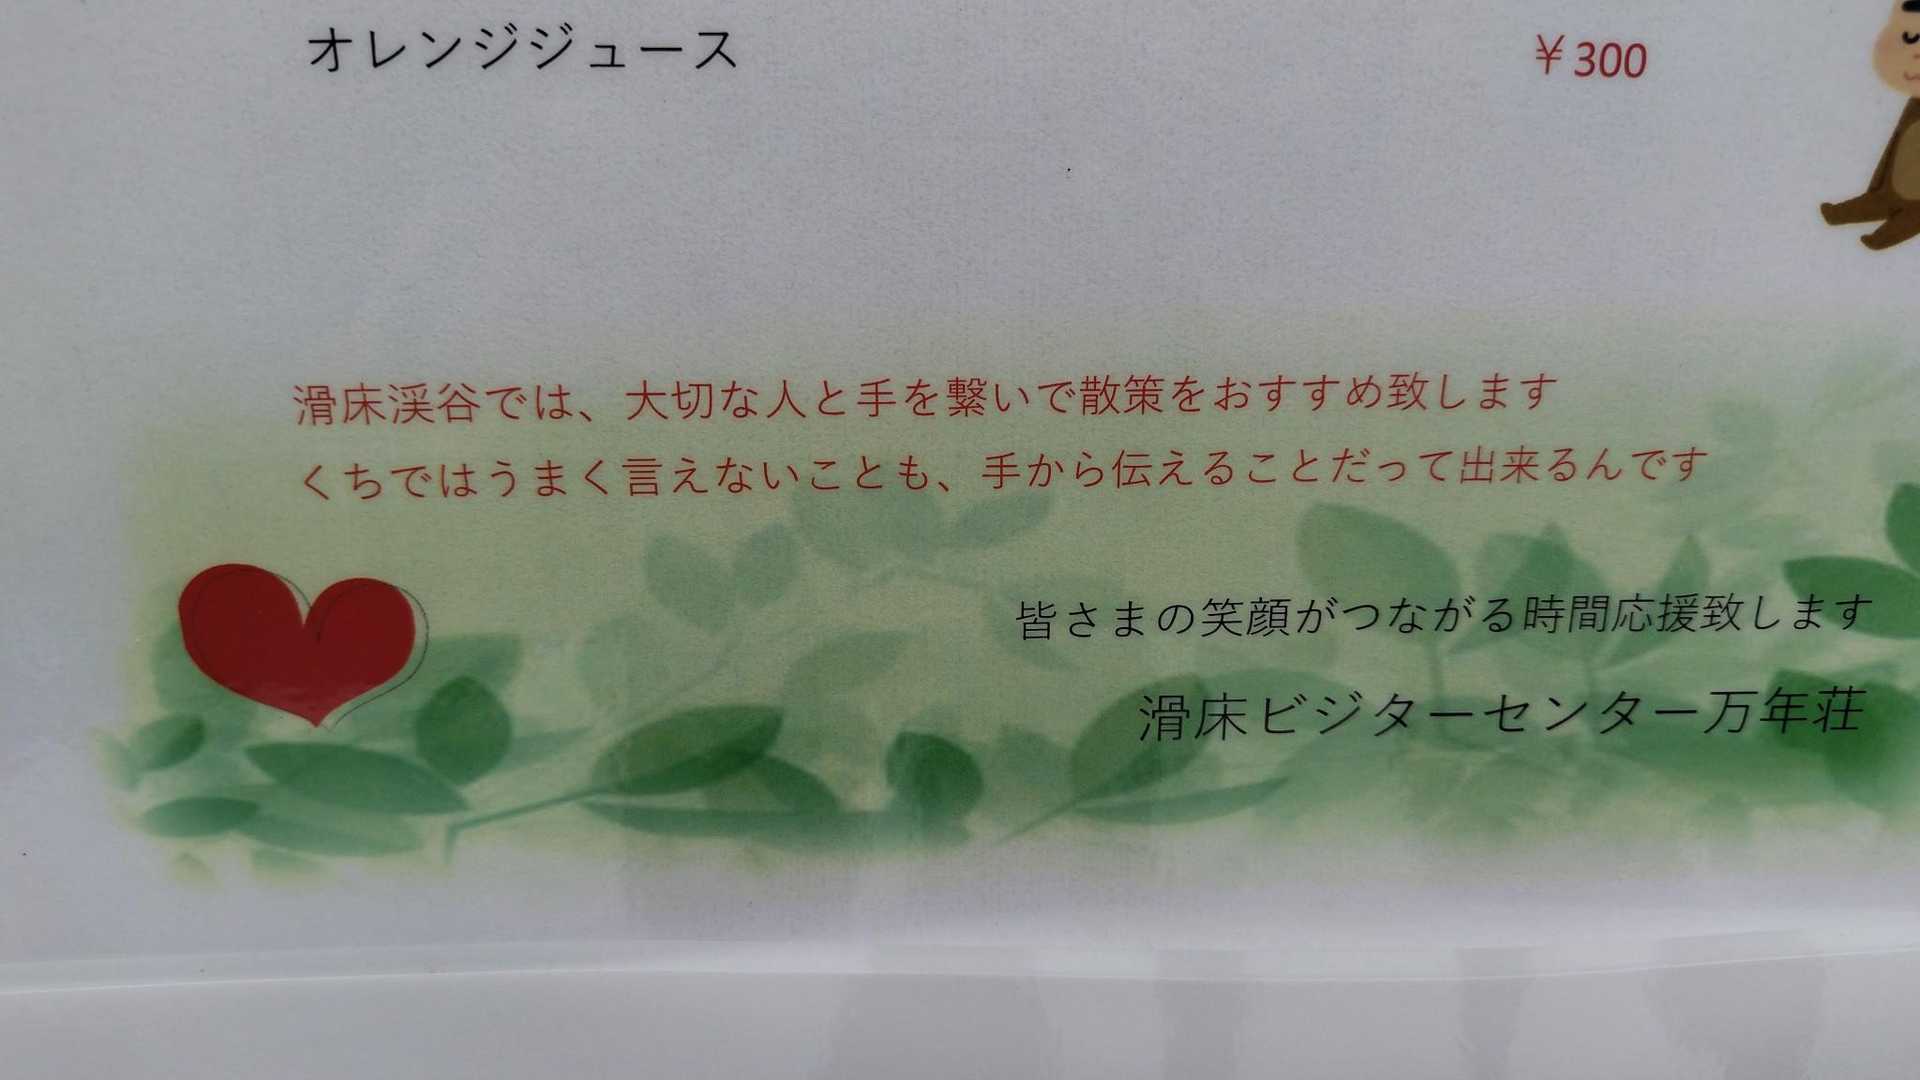 オレンジジュース ￥300
滑床渓谷では、大切な人と手を繋いで散策をおすすめ致します
くちではうまく言えないことも、手から伝えることだって出来るんです
皆さまの笑顔がつながる時間応援致します
滑床ビジターセンター万年荘